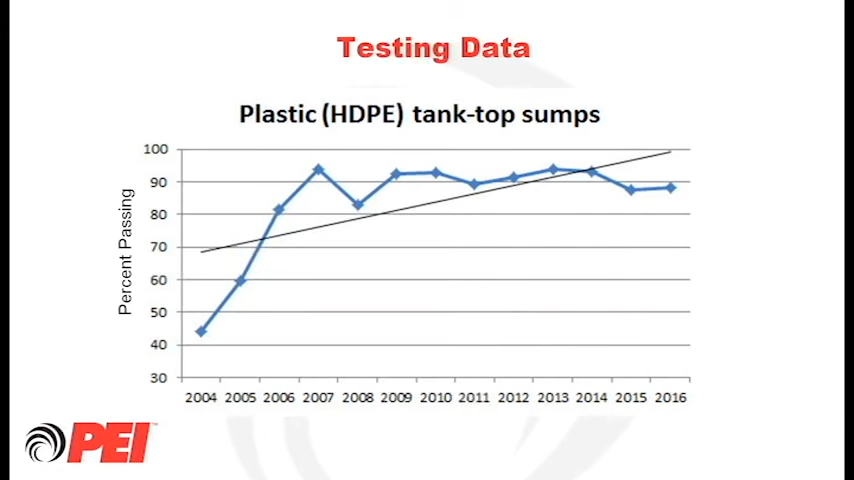 Testing Data
Plastic (HDPE) tank-top sumps
Percent Passing
100
90
80
70
60
50
40
30
2004 2005 2006 2007 2008 2009 2010 2011 2012 2013 2014 2015 2016
PEI